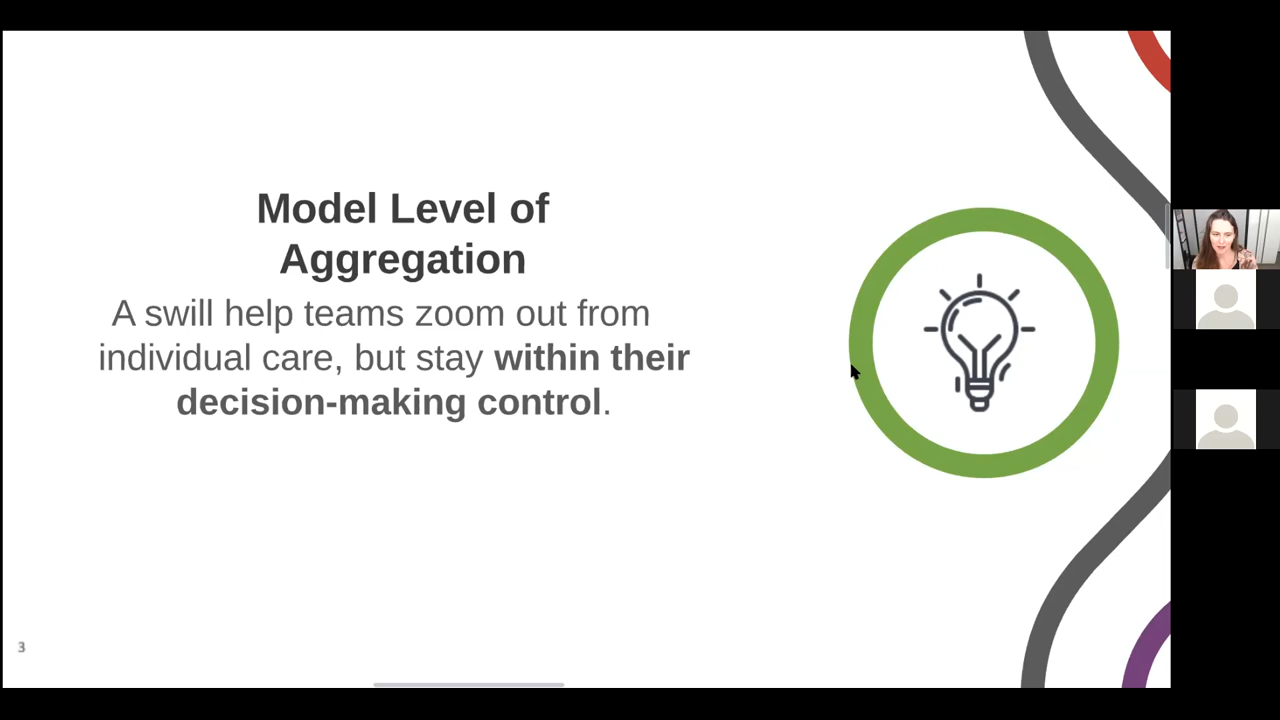 Model Level of
Aggregation
A swill help teams zoom out from
individual care, but stay within their
decision-making control.
3